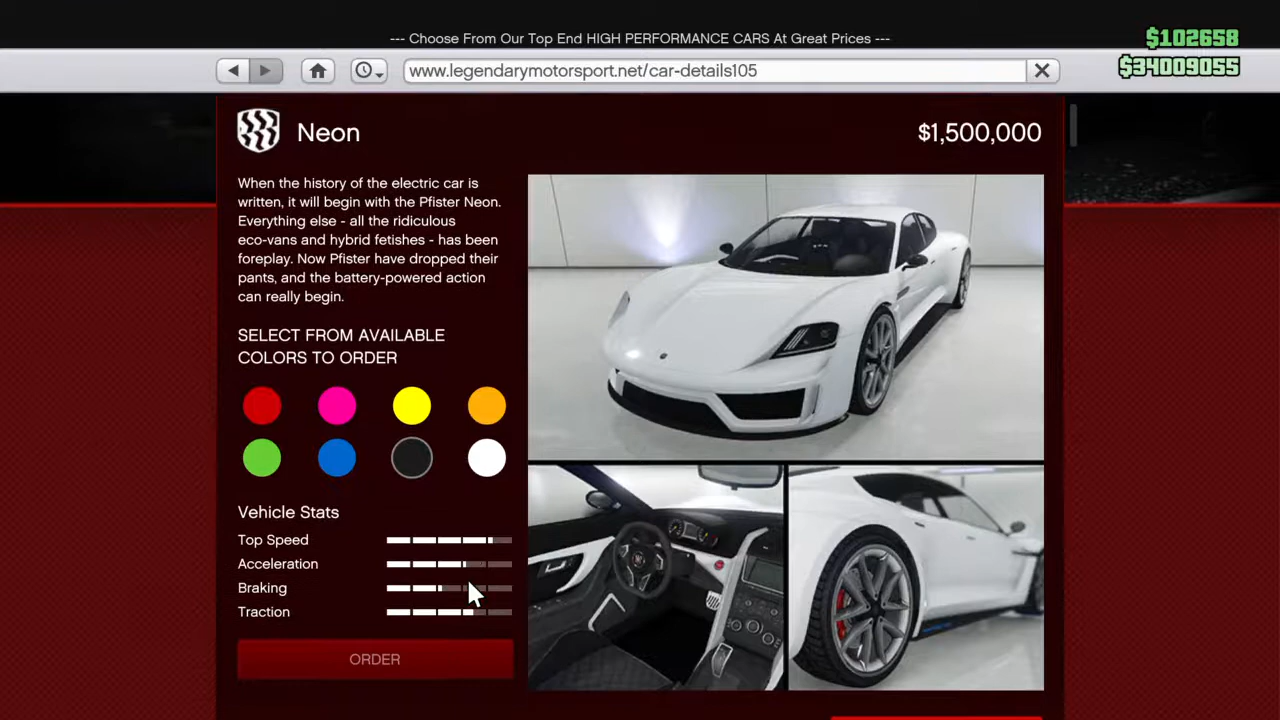 --- Choose From Our Top End HIGH PERFORMANCE CARS At Great Prices ---
$102658
$34009055
www.legendarymotorsport.net/car-details105
Neon
$1,500,000
When the history of the electric car is
written, it will begin with the Pfister Neon.
Everything else - all the ridiculous
eco-vans and hybrid fetishes - has been
foreplay. Now Pfister have dropped their
pants, and the battery-powered action
can really begin.
SELECT FROM AVAILABLE
COLORS TO ORDER
Vehicle Stats
Top Speed
Acceleration
Braking
Traction
ORDER